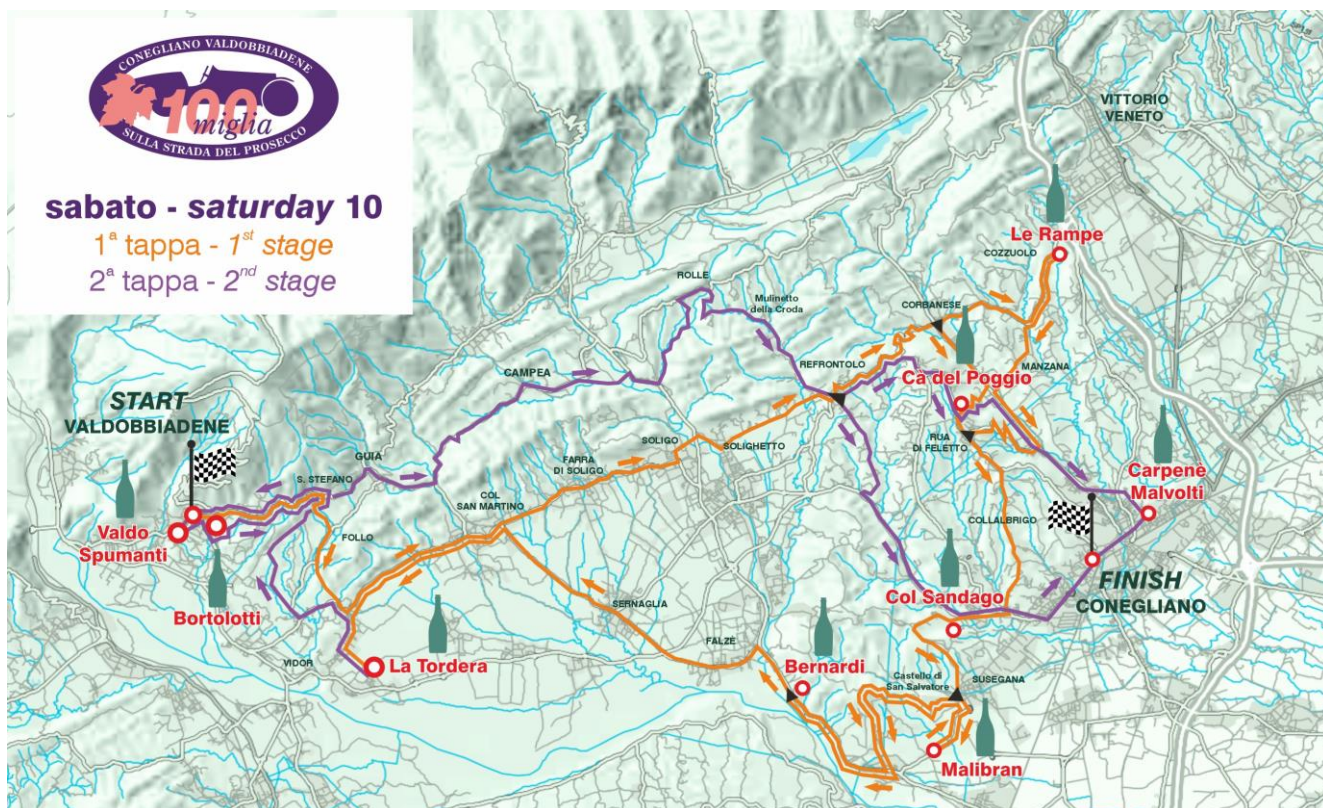 CONEGLIANO VALDOBBIADENE
100
miglia
SULLA STRADA DEL PROSECCO
sabato - saturday 10
1ª tappa - 1st stage
2ª tappa - 2nd stage
VITTORIO
VENETO
Le Rampe
COZZUOLO
ROLLE
Mulinetto
della Croda
CORBANESE
REFRONTOLO
MANZANA
Ca del Poggio
CAMPEA
START
VALDOBBIADENE
GUIA
SOLIGO
SOLIGHETTO
RUA
DI FELETTO
FARRA
DI SOLIGO
S. STEFANO
COL
SAN MARTINO
Carpene
Malvolti
Valdo
Spumanti
FOLLO
COLLALBRIGO
FINISH
CONEGLIANO
Bortolotti
SERNAGLIA
Col Sandago
FALZÈ
VIDOR
La Tordera
Bernardi
Castello di
San Salvatore
SUSEGANA
Malibran